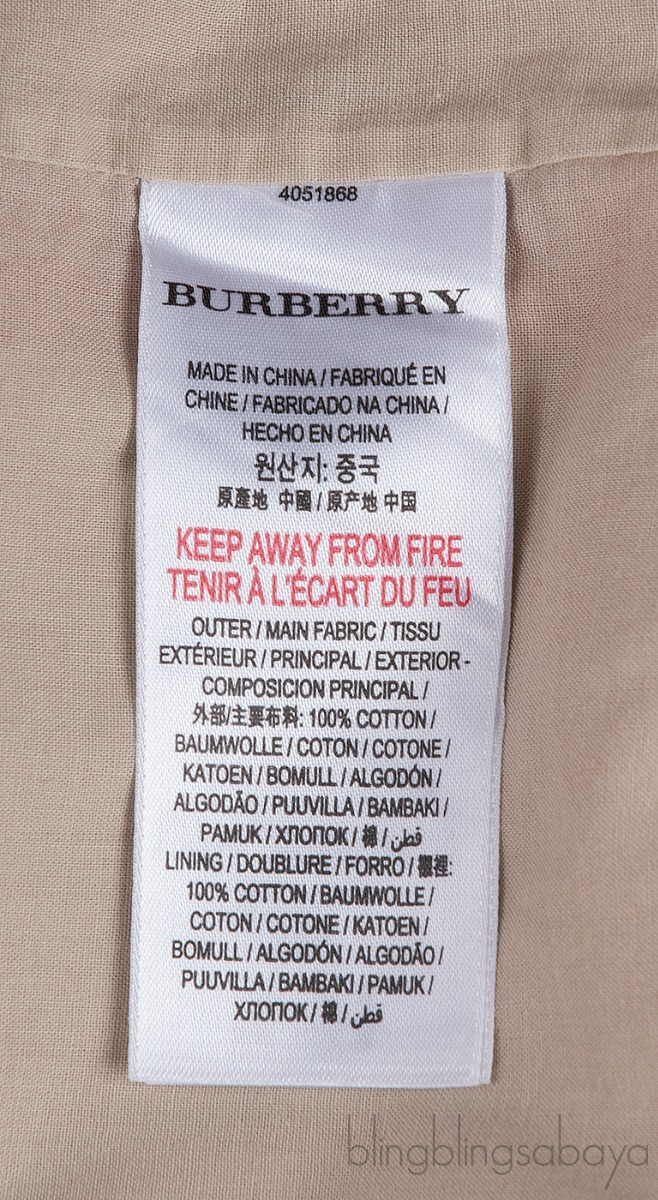 4051868
BURBERRY
MADE IN CHINA / FABRIQUÉ EN
CHINE / FABRICADO NA CHINA /
HECHO EN CHINA
원산지: 중국
原產地 中國 / 原产地 中国
KEEP AWAY FROM FIRE
TENIR À L'ÉCART DU FEU
OUTER / MAIN FABRIC / TISSU
EXTÉRIEUR / PRINCIPAL / EXTERIOR -
COMPOSICION PRINCIPAL /
外部/主要布料: 100% COTTON /
BAUMWOLLE / COTON / COTONE /
KATOEN / BOMULL / ALGODÓN /
ALGODÃO / PUUVILLA / BAMBAKI /
PAMUK / ХЛОПОК / 棉 / قطن
LINING / DOUBLURE / FORRO / 襯裡:
100% COTTON / BAUMWOLLE /
COTON / COTONE / KATOEN /
BOMULL / ALGODÓN / ALGODÃO /
PUUVILLA / BAMBAKI / PAMUK /
ХЛОПОК / 棉 / قطن
blingblingsabaya